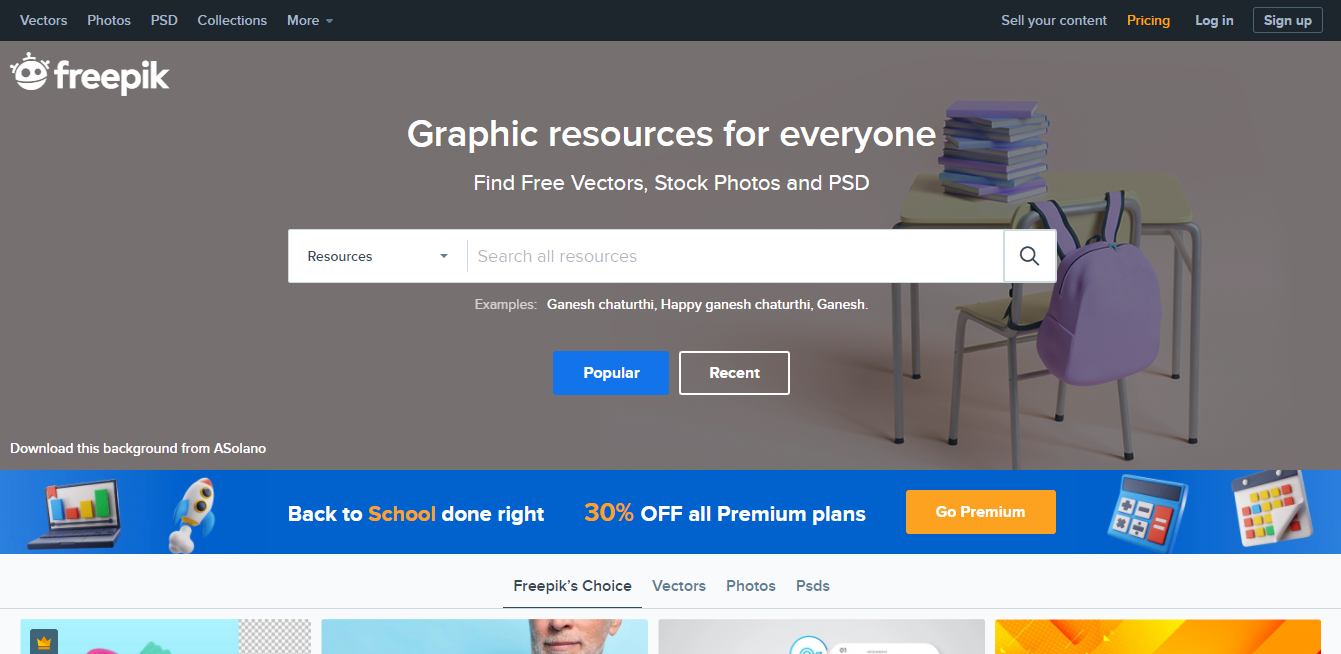 Vectors Photos PSD Collections More Sell your content Pricing Log in Sign up
freepik
Graphic resources for everyone
Find Free Vectors, Stock Photos and PSD
Resources Search all resources
Examples: Ganesh chaturthi, Happy ganesh chaturthi, Ganesh.
Popular Recent
Download this background from ASolano
Back to School done right 30% OFF all Premium plans Go Premium
Freepik's Choice Vectors Photos Psds
01